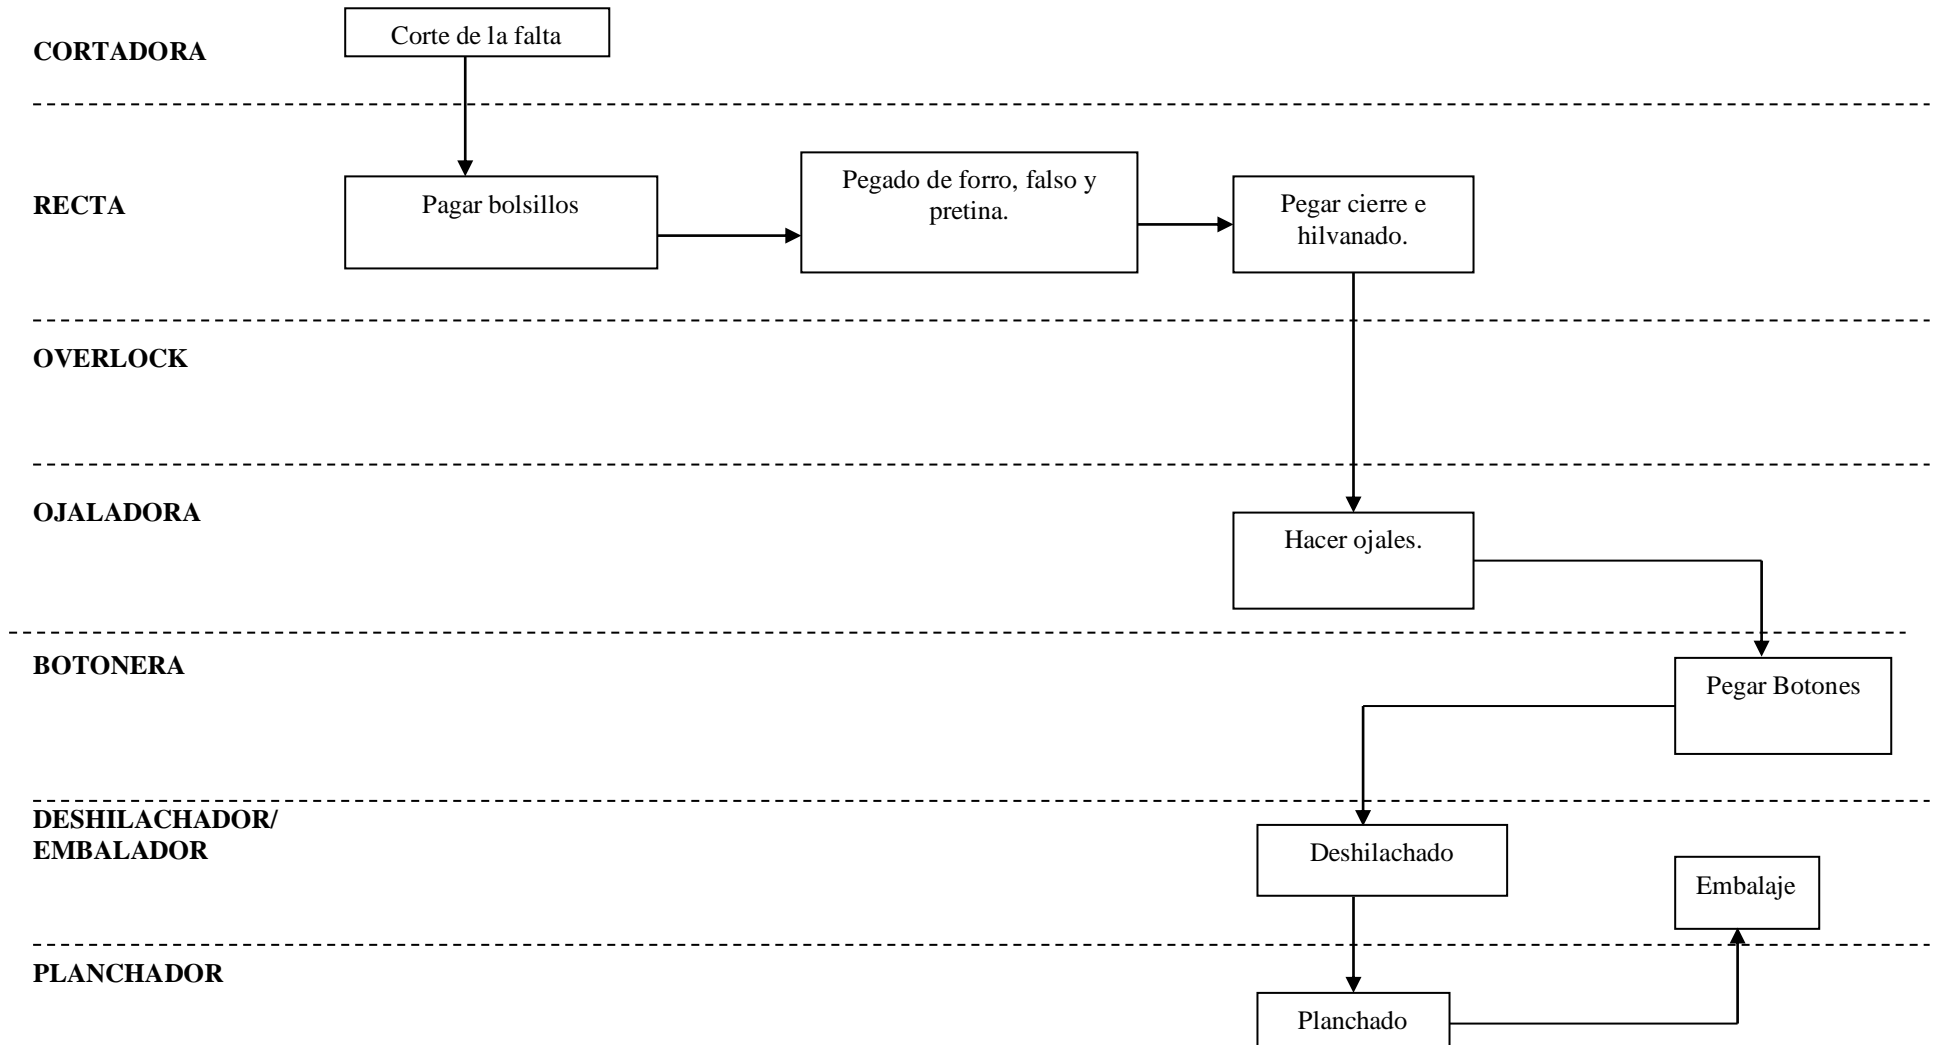 CORTADORA
Corte de la falta
RECTA
Pagar bolsillos
Pegado de forro, falso y
pretina.
Pegar cierre e
hilvanado.
OVERLOCK
OJALADORA
Hacer ojales.
BOTONERA
Pegar Botones
DESHILACHADOR/
EMBALADOR
Deshilachado
Embalaje
PLANCHADOR
Planchado